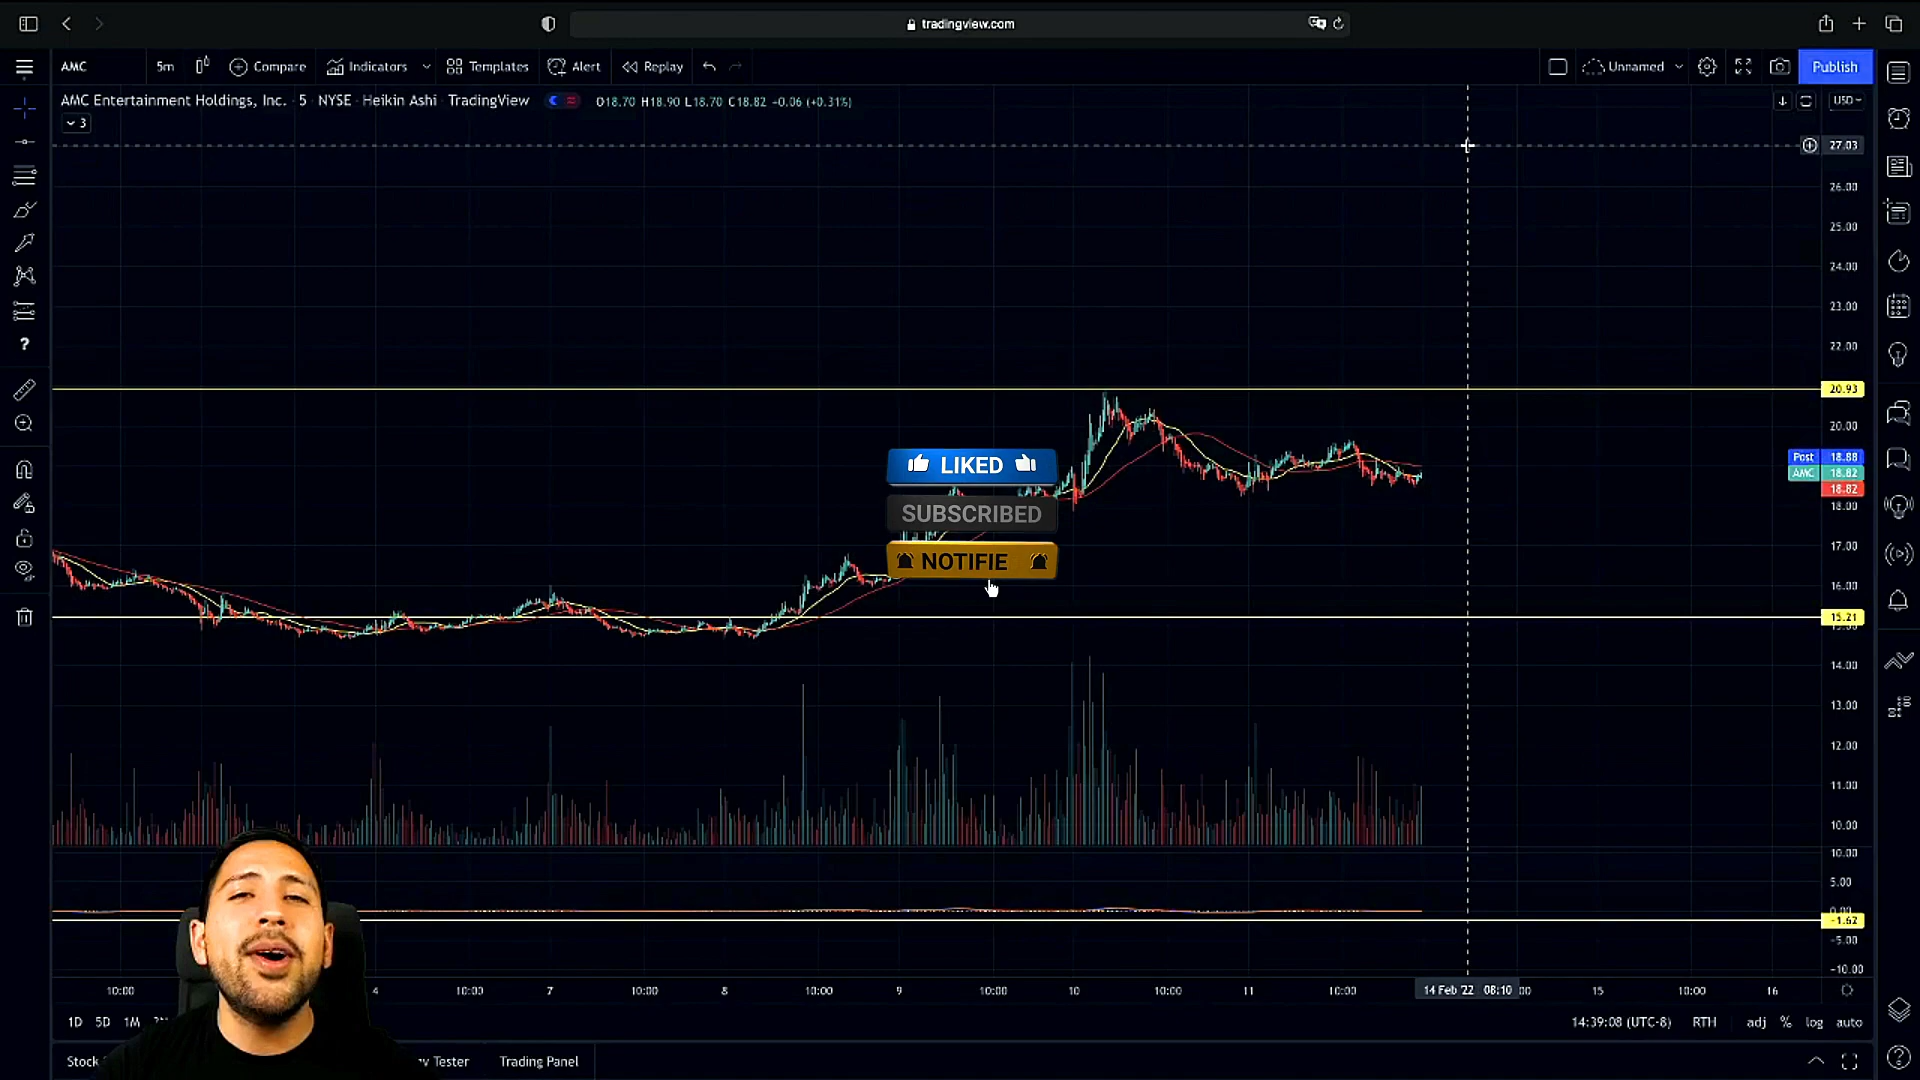 tradingview.com
AMC
5m
Compare
Indicators
Templates
Alert
Replay
Unnamed
Publish
AMC Entertainment Holdings, Inc. · 5 · NYSE · Heikin Ashi · TradingView
O18.70 H18.90 L18.70 C18.82 −0.06 (+0.31%)
USD
3
27.03
26.00
25.00
24.00
23.00
22.00
20.93
20.00
LIKED
Post 18.88
AMC 18.82
18.82
18.00
SUBSCRIBED
17.00
NOTIFIE
16.00
15.21
14.00
13.00
12.00
11.00
10.00
10.00
5.00
-1.62
-5.00
-10.00
10:00 4 10:00 7 10:00 8 10:00 9 10:00 10 10:00 11 10:00 14 Feb '22 08:10 :00 15 10:00 16
1D 5D 1M
14:39:08 (UTC-8)
RTH
adj % log auto
Stock
Tester
Trading Panel